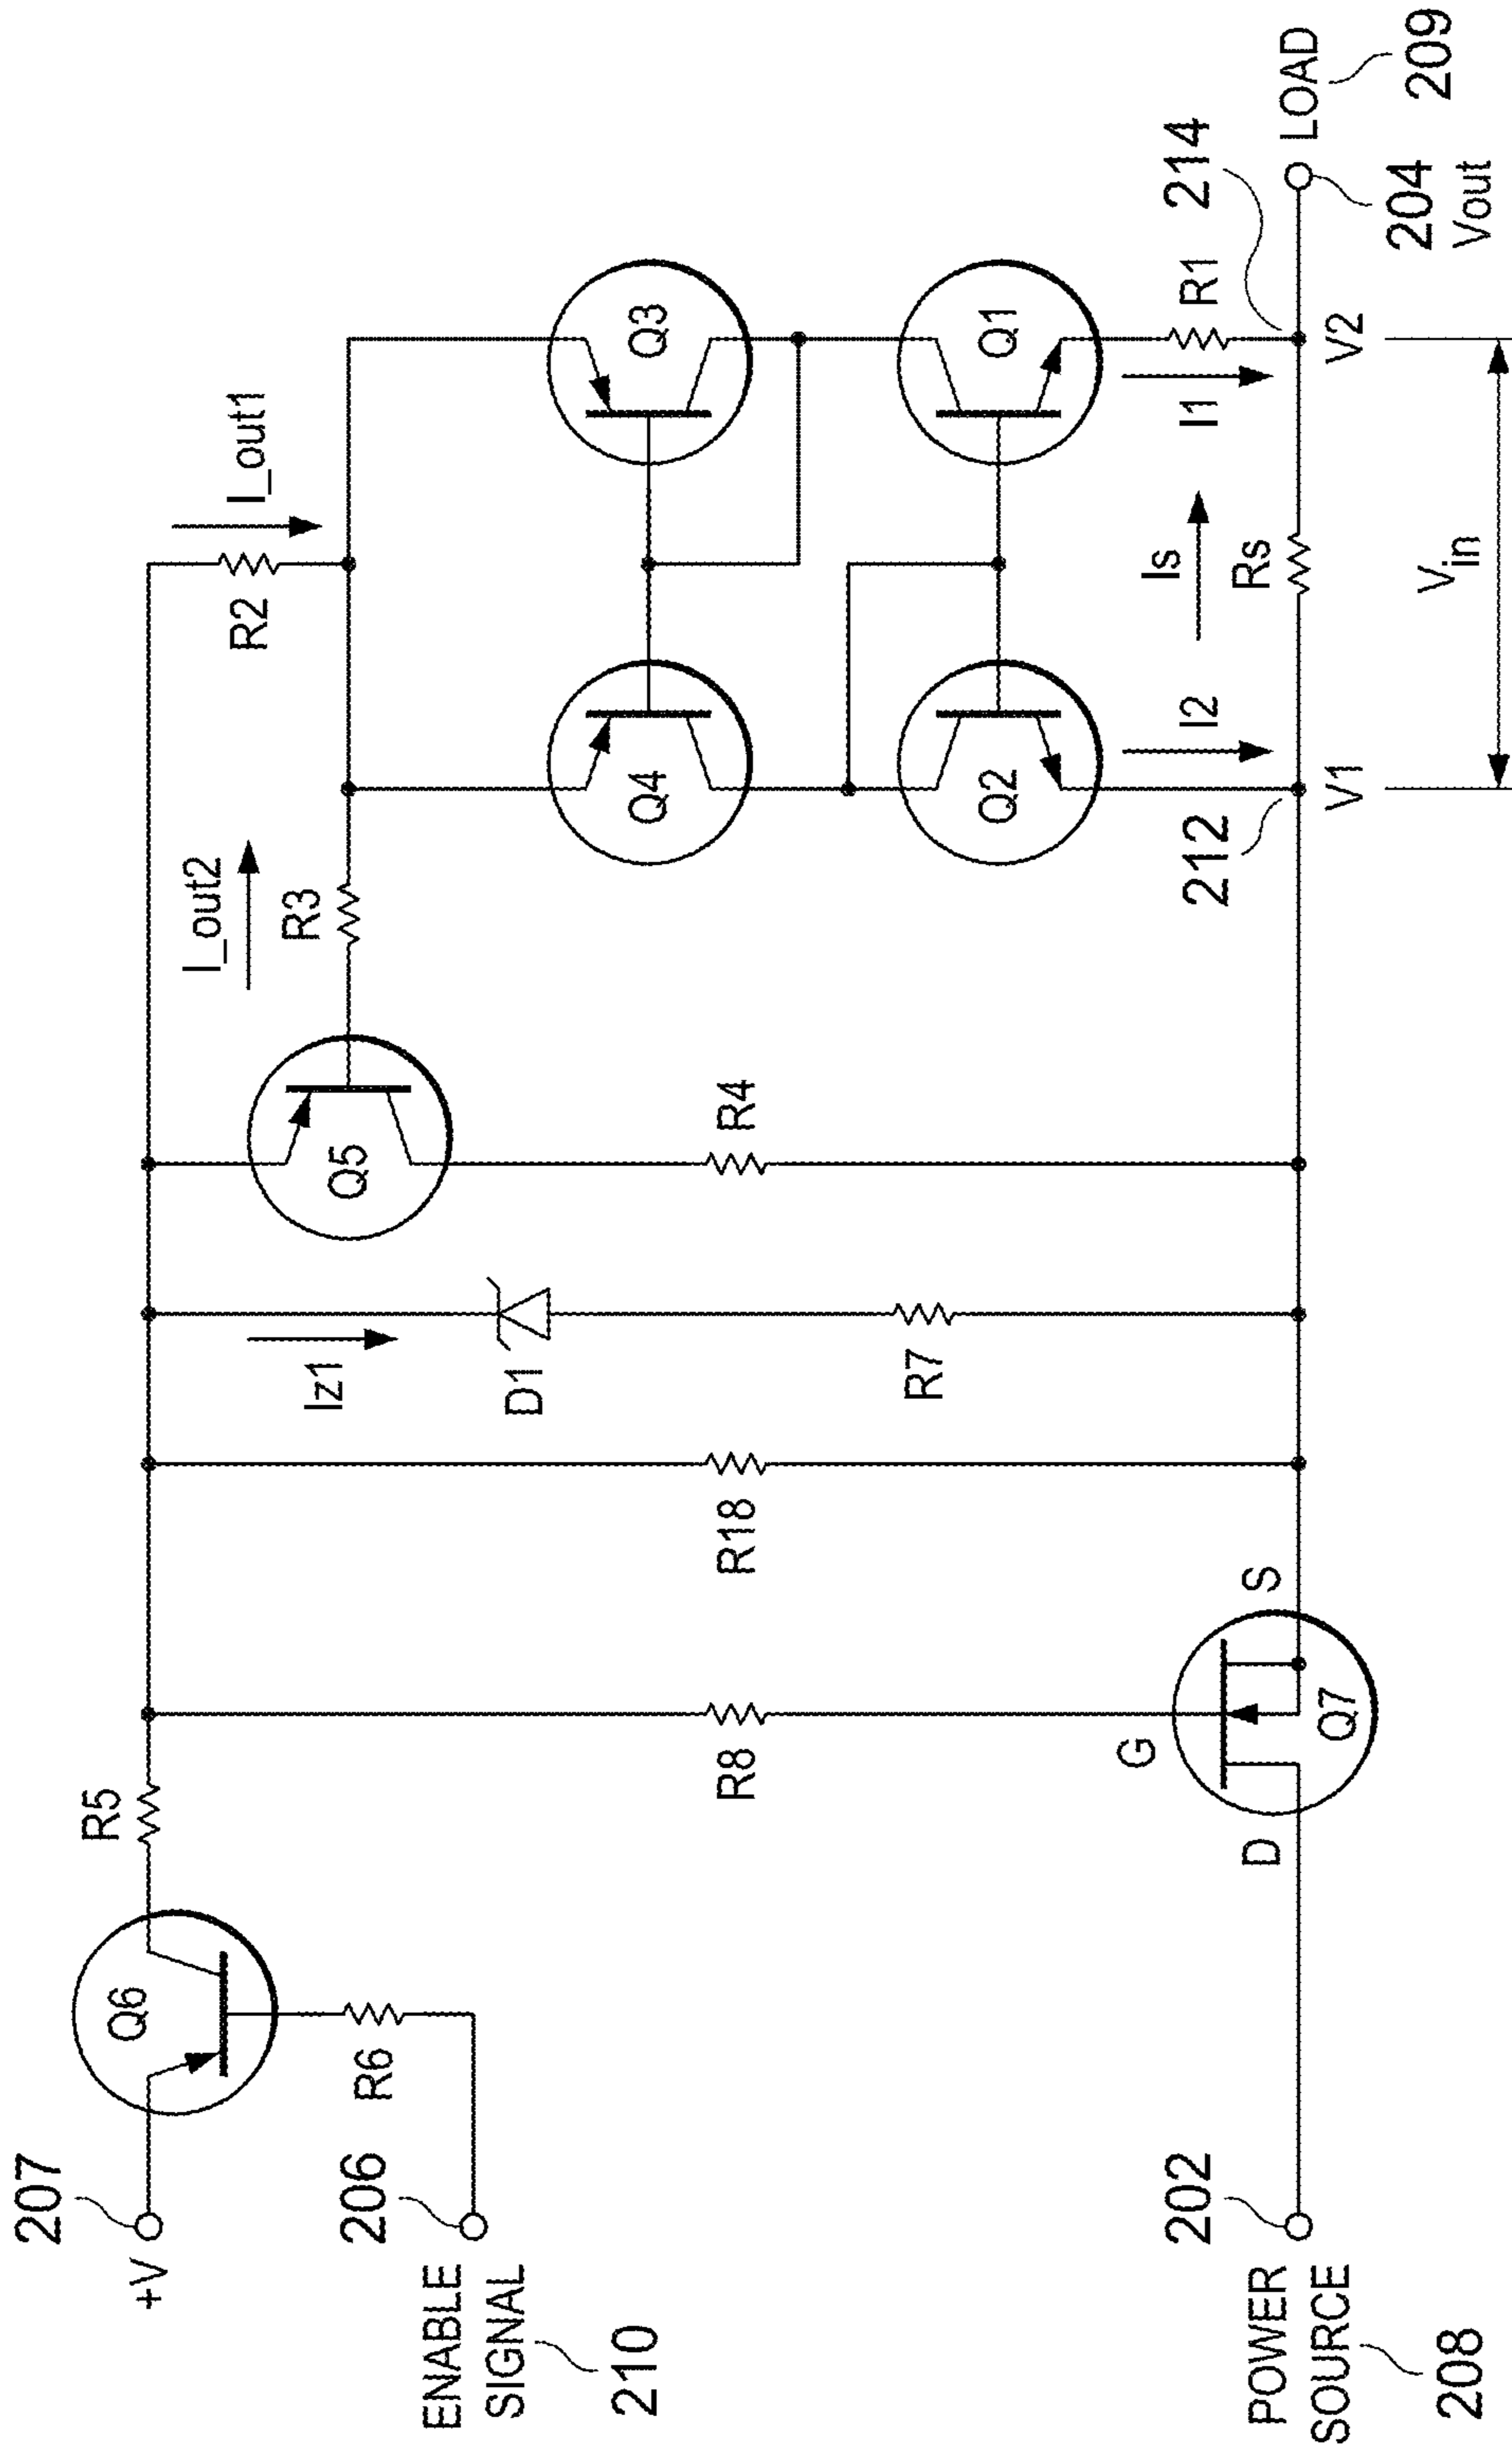 207
+V
Q6
R5
206
ENABLE
SIGNAL
210
R6
R8
R18
Iz1
D1
R7
Q5
R4
I_out2
R3
R2
I_out1
Q4
Q3
Q2
Q1
I2
I1
R1
Is
Rs
212
V1
214
V2
Vin
LOAD
209
204
Vout
G
D
S
Q7
202
POWER
SOURCE
208